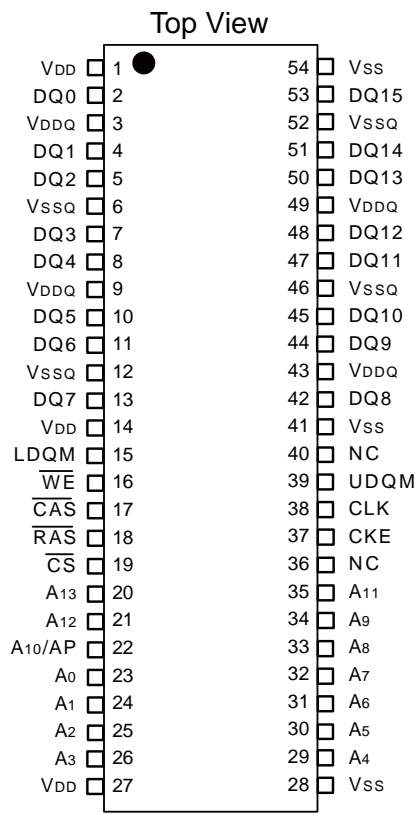 Top View
VDD 1 54 VSS
DQ0 2 53 DQ15
VDDQ 3 52 VSSQ
DQ1 4 51 DQ14
DQ2 5 50 DQ13
VSSQ 6 49 VDDQ
DQ3 7 48 DQ12
DQ4 8 47 DQ11
VDDQ 9 46 VSSQ
DQ5 10 45 DQ10
DQ6 11 44 DQ9
VSSQ 12 43 VDDQ
DQ7 13 42 DQ8
VDD 14 41 VSS
LDQM 15 40 NC
WE 16 39 UDQM
CAS 17 38 CLK
RAS 18 37 CKE
CS 19 36 NC
A13 20 35 A11
A12 21 34 A9
A10/AP 22 33 A8
A0 23 32 A7
A1 24 31 A6
A2 25 30 A5
A3 26 29 A4
VDD 27 28 VSS